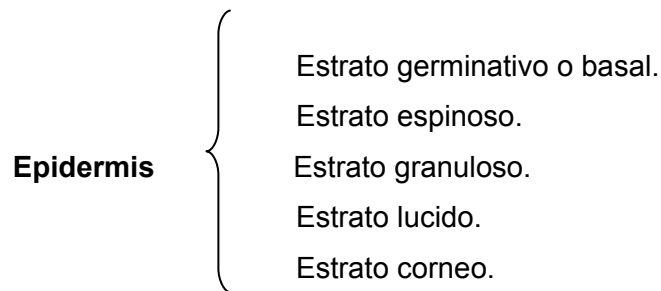 Estrato germinativo o basal.
Estrato espinoso.
Epidermis
Estrato granuloso.
Estrato lucido.
Estrato corneo.